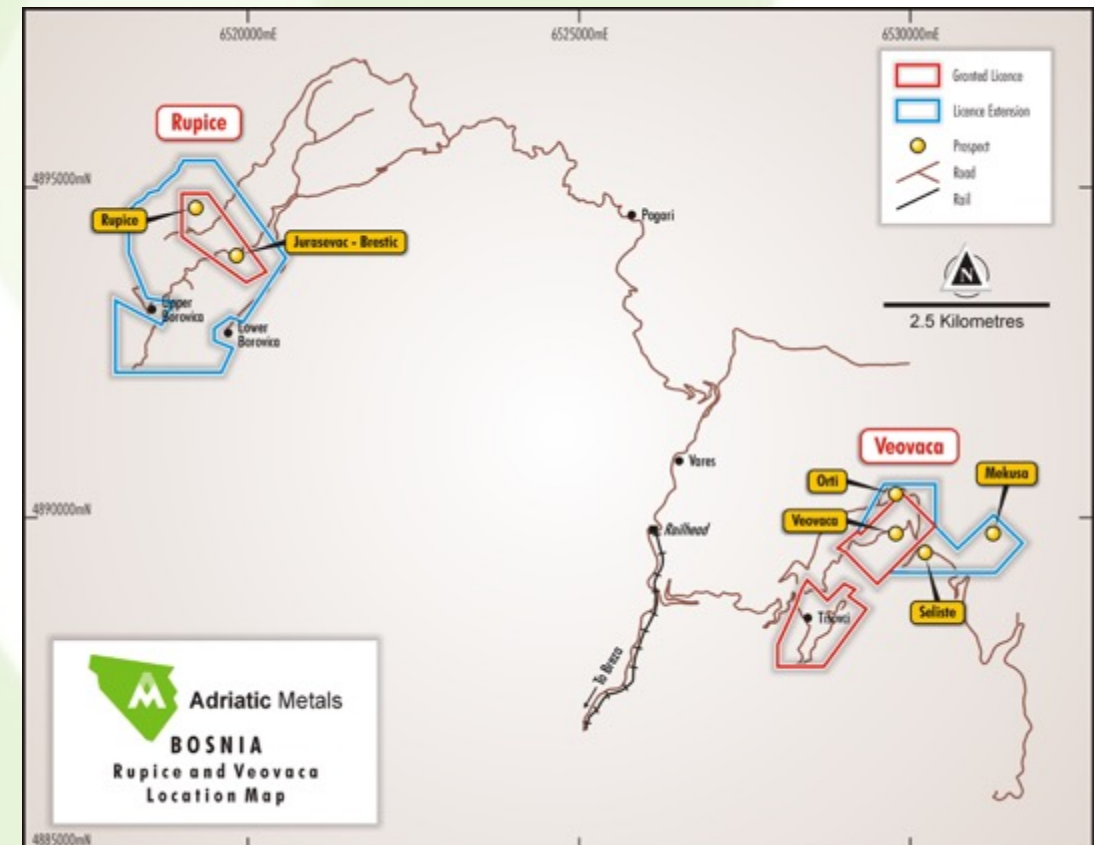 6520000mE
6525000mE
6530000mE
4895000mN
4890000mN
4885000mN
Granted Licence
Licence Extension
Prospect
Road
Rail
N
2.5 Kilometres
Rupice
Rupice
Jurasevac - Brestic
Upper
Borovica
Lower
Borovica
Pogari
Vares
Railhead
To Breza
Veovaca
Orti
Veovaca
Mekusa
Seliste
Tisovci
Adriatic Metals
BOSNIA
Rupice and Veovaca
Location Map